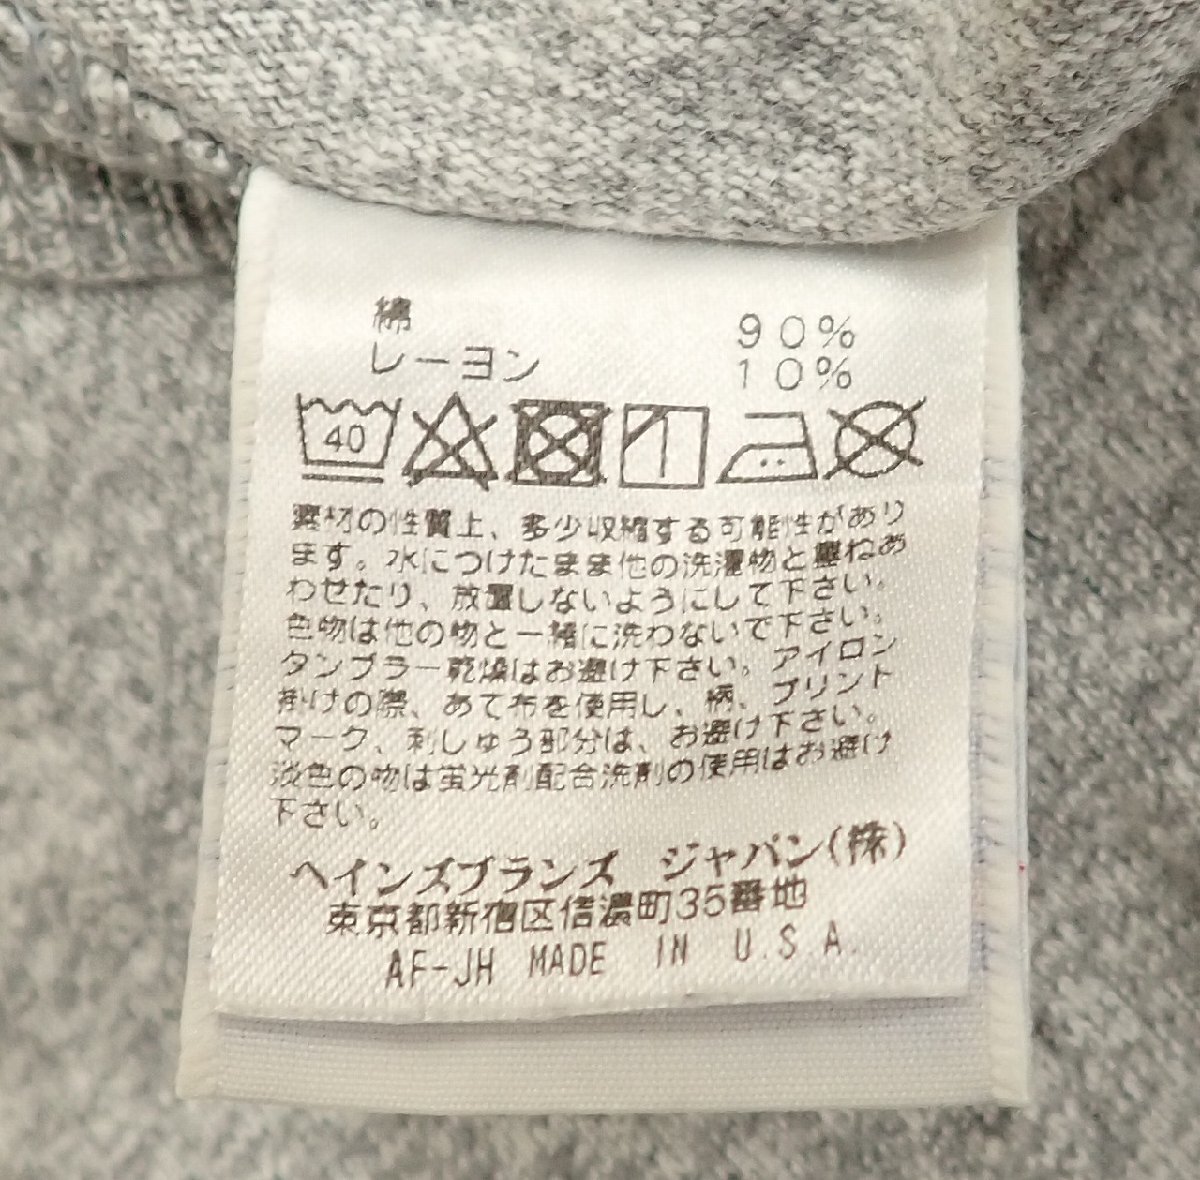 綿 90%
レーヨン 10%
40
素材の性質上、多少収縮する可能性があり
ます。水につけたまま他の洗濯物と重ねあ
わせたり、放置しないようにして下さい。
色物は他の物と一緒に洗わないで下さい。
タンブラー乾燥はお避け下さい。アイロン
掛けの際、あて布を使用し、柄、プリント
マーク、刺しゅう部分は、お避け下さい。
淡色の物は蛍光剤配合洗剤の使用はお避け
下さい。
ヘインズブランズ ジャパン(株)
東京都新宿区信濃町35番地
AF-JH MADE IN U.S.A.